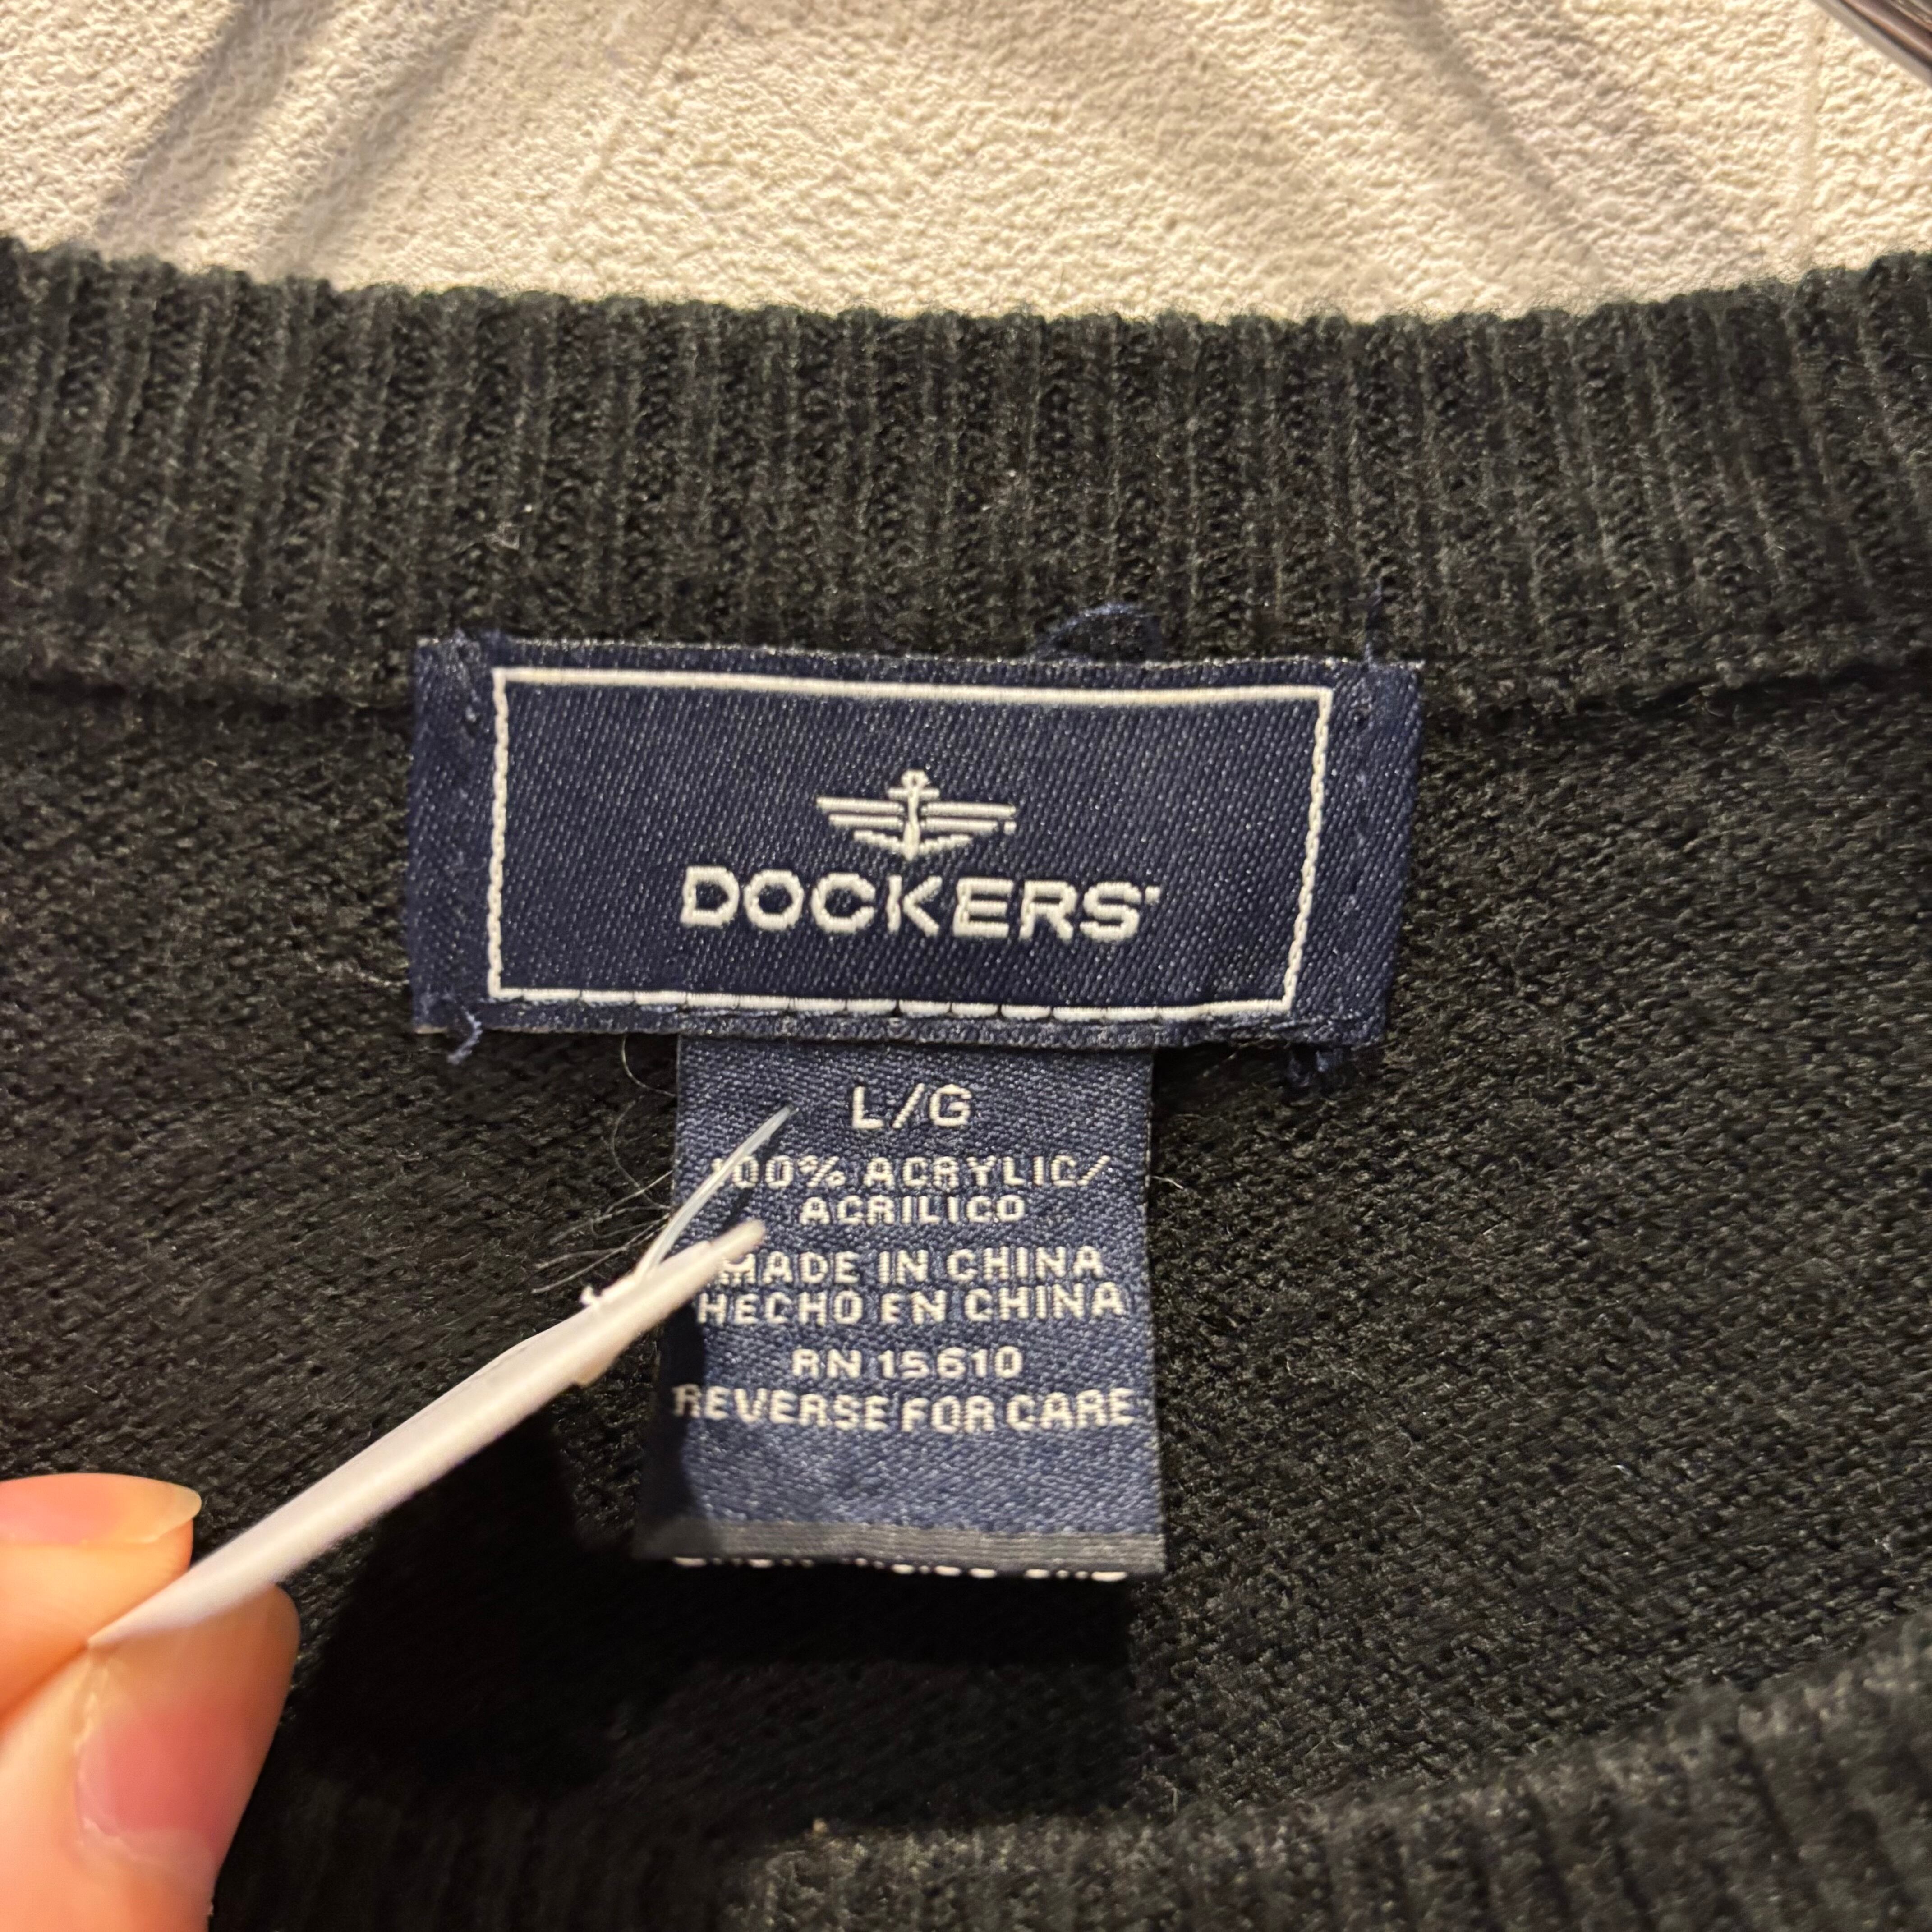 DOCKERS
L/G
100% ACRYLIC/
ACRILICO
MADE IN CHINA
HECHO EN CHINA
RN 15610
REVERSE FOR CARE